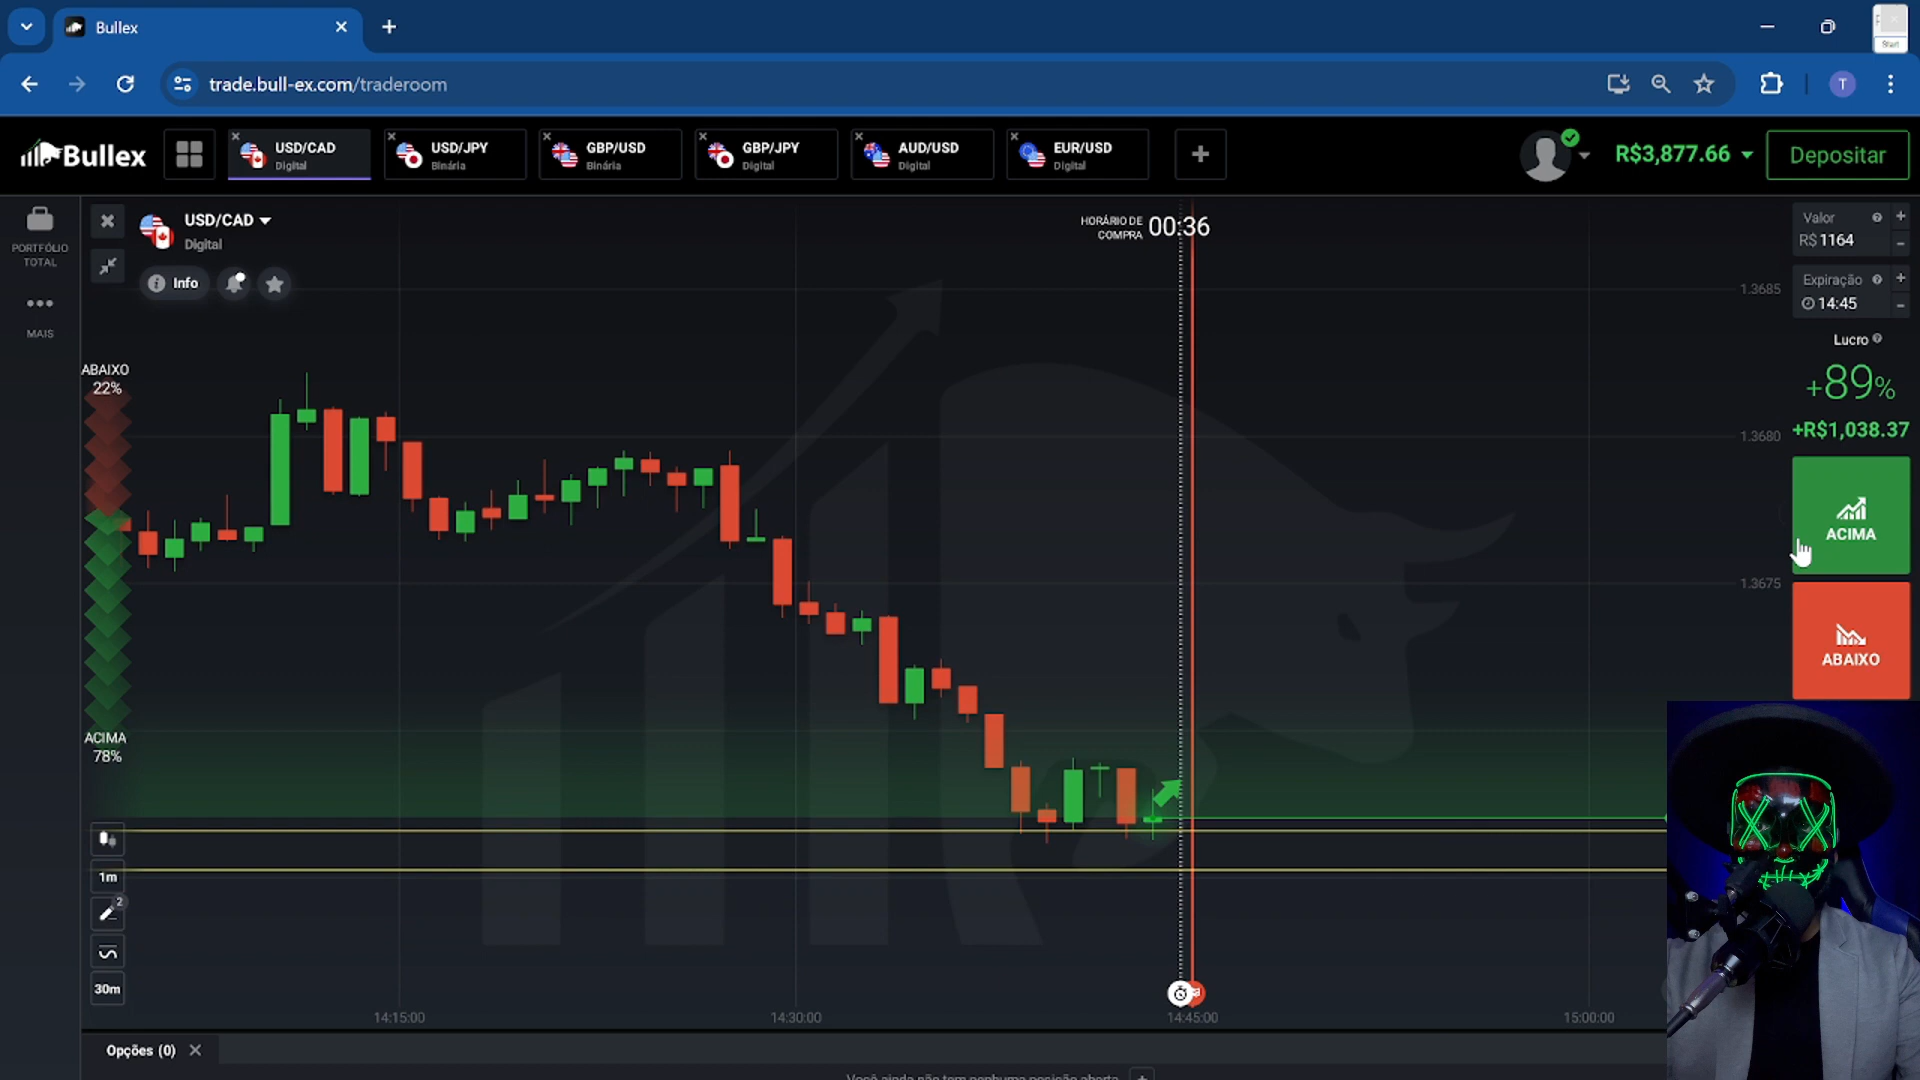 Bullex
Start
trade.bull-ex.com/traderoom
T
Bullex
USD/CAD
Digital
USD/JPY
Binária
GBP/USD
Binária
GBP/JPY
Digital
AUD/USD
Digital
EUR/USD
Digital
R$3,877.66
Depositar
PORTFÓLIO
TOTAL
MAIS
USD/CAD
Digital
Info
HORÁRIO DE
COMPRA
00:36
Valor
R$ 1164
Expiração
14:45
Lucro
+89%
+R$1,038.37
ACIMA
ABAIXO
1.3685
1.3680
1.3675
ABAIXO
22%
ACIMA
78%
1m
2
30m
14:15:00
14:30:00
14:45:00
15:00:00
Opções (0)
Você ainda não tem nenhuma posição aberta